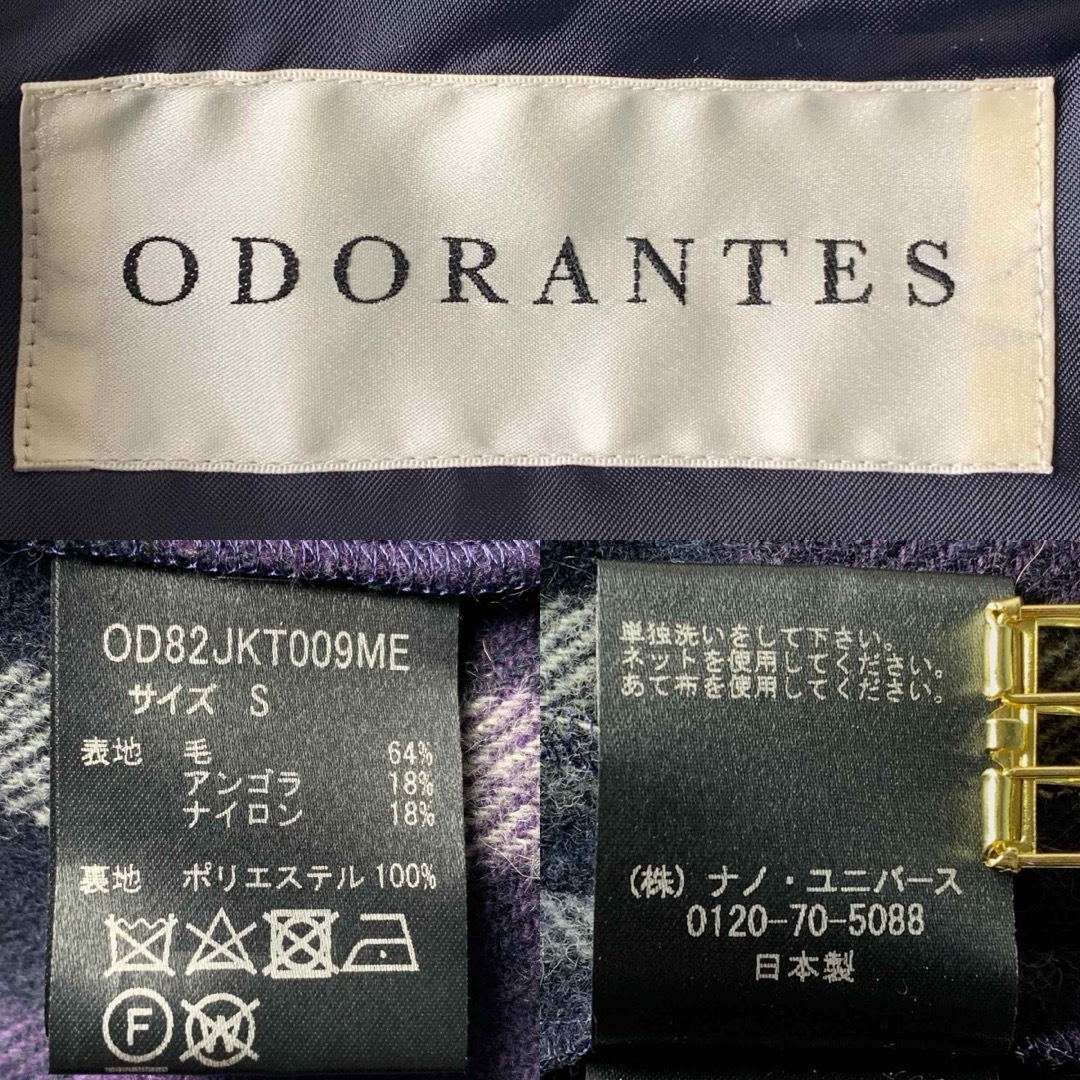 ODORANTES
OD82JKT009ME
サイズ S
表地 毛 64%
アンゴラ 18%
ナイロン 18%
裏地 ポリエステル 100%
F
W
単独洗いをして下さい。
ネットを使用してください。
あて布を使用してください。
(株) ナノ・ユニバース
0120-70-5088
日本製